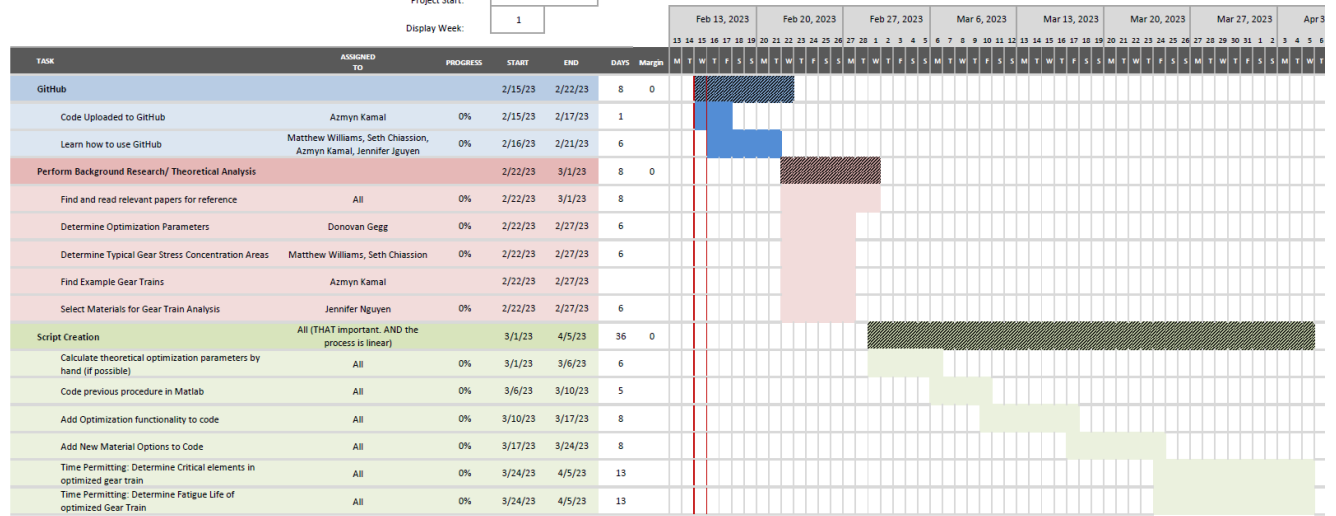 Project Start:
Display Week: 1
Feb 13, 2023 Feb 20, 2023 Feb 27, 2023 Mar 6, 2023 Mar 13, 2023 Mar 20, 2023 Mar 27, 2023 Apr 3
13 14 15 16 17 18 19 20 21 22 23 24 25 26 27 28 1 2 3 4 5 6 7 8 9 10 11 12 13 14 15 16 17 18 19 20 21 22 23 24 25 26 27 28 29 30 31 1 2 3 4 5 6
TASK ASSIGNED TO PROGRESS START END DAYS Margin M T W T F S S M T W T F S S M T W T F S S M T W T F S S M T W T F S S M T W T F S S M T W T F S S M T W T
GitHub 2/15/23 2/22/23 8 0
Code Uploaded to GitHub Azmyn Kamal 0% 2/15/23 2/17/23 1
Learn how to use GitHub Matthew Williams, Seth Chiassion, Azmyn Kamal, Jennifer Jguyen 0% 2/16/23 2/21/23 6
Perform Background Research/ Theoretical Analysis 2/22/23 3/1/23 8 0
Find and read relevant papers for reference All 0% 2/22/23 3/1/23 8
Determine Optimization Parameters Donovan Gegg 0% 2/22/23 2/27/23 6
Determine Typical Gear Stress Concentration Areas Matthew Williams, Seth Chiassion 0% 2/22/23 2/27/23 6
Find Example Gear Trains Azmyn Kamal 2/22/23 2/27/23
Select Materials for Gear Train Analysis Jennifer Nguyen 0% 2/22/23 2/27/23 6
Script Creation All (THAT important. AND the process is linear) 3/1/23 4/5/23 36 0
Calculate theoretical optimization parameters by hand (if possible) All 0% 3/1/23 3/6/23 6
Code previous procedure in Matlab All 0% 3/6/23 3/10/23 5
Add Optimization functionality to code All 0% 3/10/23 3/17/23 8
Add New Material Options to Code All 0% 3/17/23 3/24/23 8
Time Permitting: Determine Critical elements in optimized gear train All 0% 3/24/23 4/5/23 13
Time Permitting: Determine Fatigue Life of optimized Gear Train All 0% 3/24/23 4/5/23 13